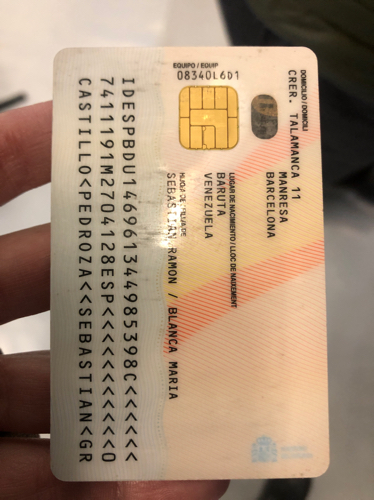 DOMICILIO / DOMICILI
CRER. TALAMANCA 11
MANRESA
BARCELONA
LUGAR DE NACIMIENTO / LLOC DE NAIXEMENT
BARUTA
VENEZUELA
SEBASTIAN RAMON / BLANCA MARIA
EQUIPO / EQUIP
08340L6D1
IDESPBDU146961344985398C<<<<<<
7411191M2704128ESP<<<<<<<<<<<0
CASTILLO<PEDROZA<<SEBASTIAN<GR